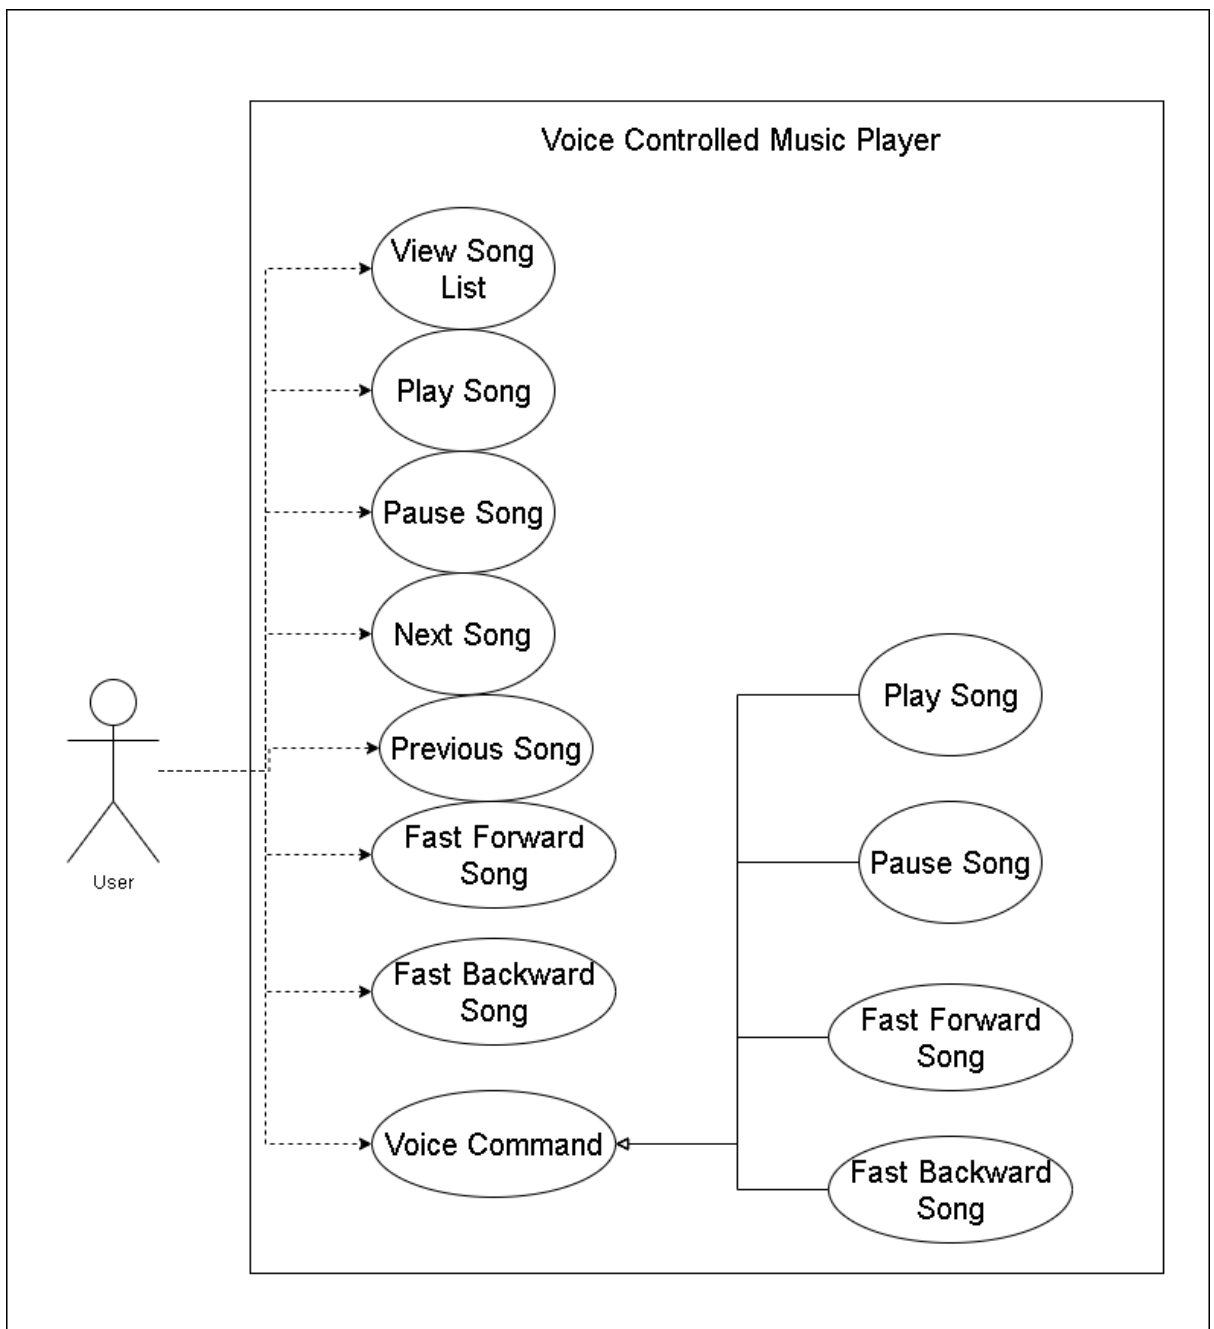 Voice Controlled Music Player
View Song
List
Play Song
Pause Song
Next Song
Previous Song
Fast Forward
Song
Fast Backward
Song
Voice Command
Play Song
Pause Song
Fast Forward
Song
Fast Backward
Song
User